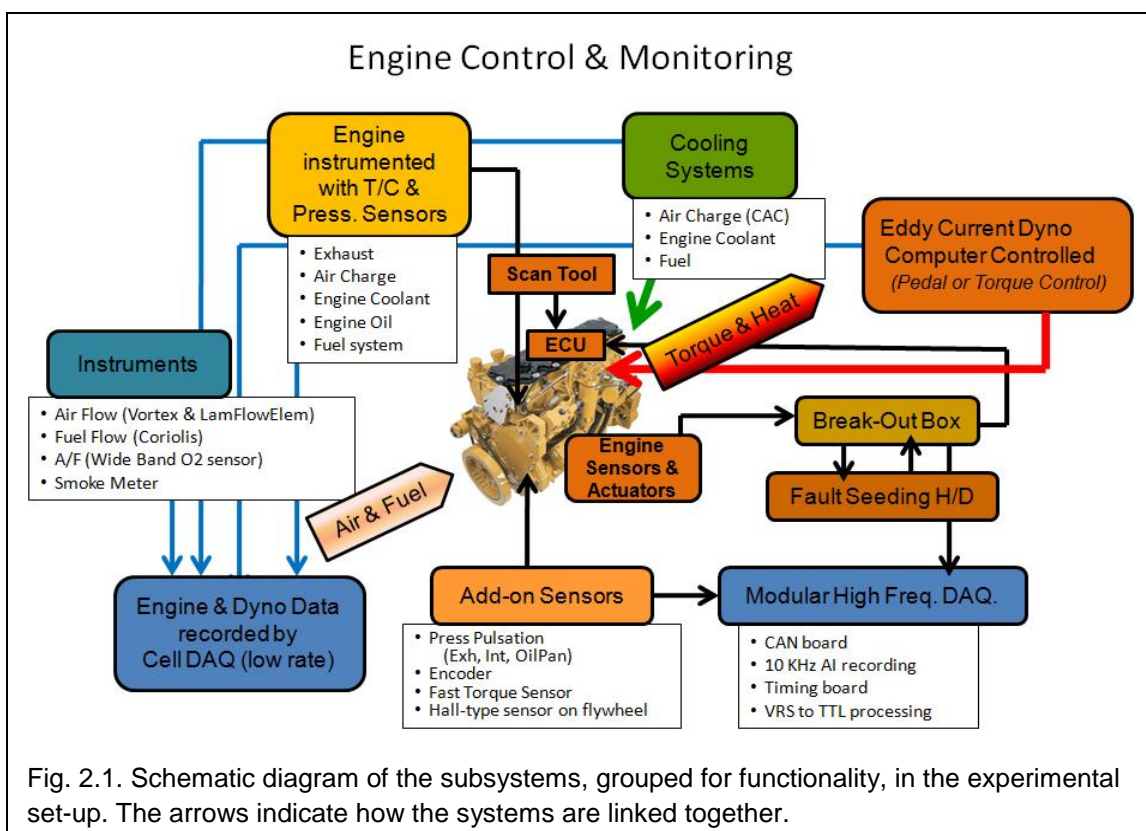 Engine Control & Monitoring
Engine
instrumented
with T/C &
Press. Sensors
• Exhaust
• Air Charge
• Engine Coolant
• Engine Oil
• Fuel system
Cooling
Systems
• Air Charge (CAC)
• Engine Coolant
• Fuel
Eddy Current Dyno
Computer Controlled
(Pedal or Torque Control)
Scan Tool
ECU
Torque & Heat
Instruments
• Air Flow (Vortex & LamFlowElem)
• Fuel Flow (Coriolis)
• A/F (Wide Band O2 sensor)
• Smoke Meter
Air & Fuel
Engine
Sensors &
Actuators
Break-Out Box
Fault Seeding H/D
Engine & Dyno Data
recorded by
Cell DAQ (low rate)
Add-on Sensors
• Press Pulsation
(Exh, Int, OilPan)
• Encoder
• Fast Torque Sensor
• Hall-type sensor on flywheel
Modular High Freq. DAQ.
• CAN board
• 10 KHz AI recording
• Timing board
• VRS to TTL processing
Fig. 2.1. Schematic diagram of the subsystems, grouped for functionality, in the experimental
set-up. The arrows indicate how the systems are linked together.